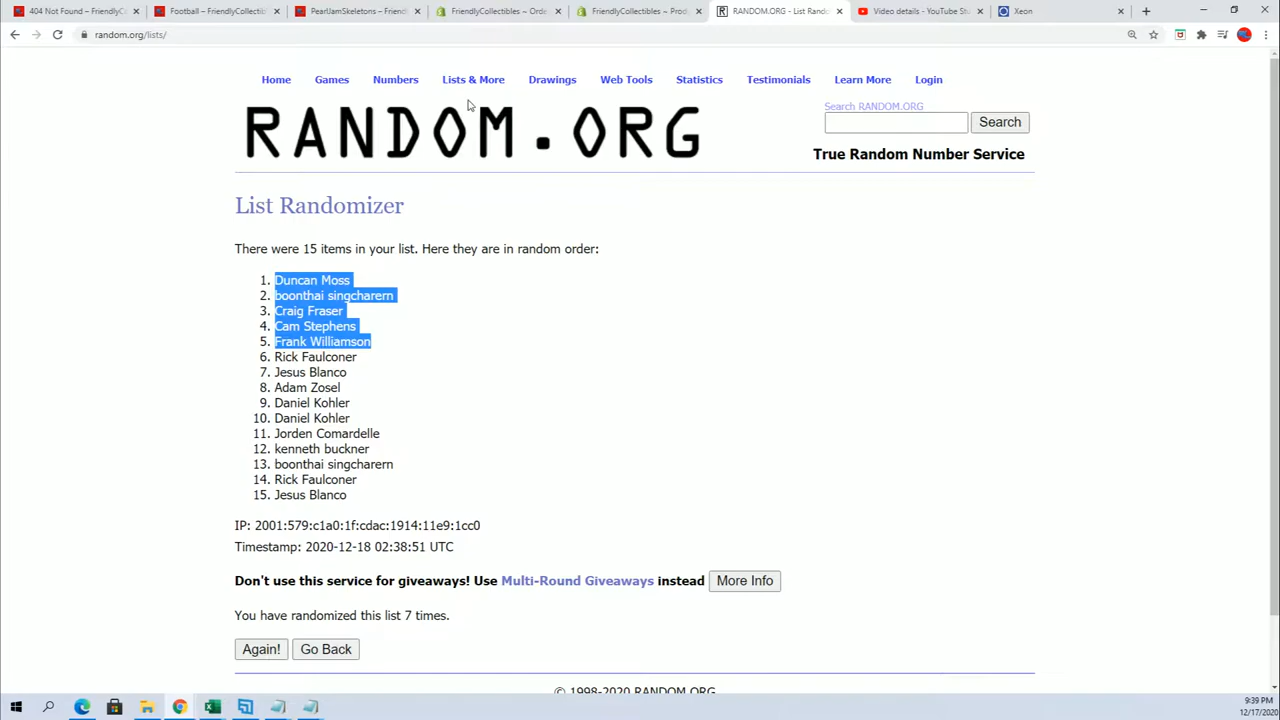 404 Not Found – FriendlyC
Football – FriendlyCollectib
PearlJamSkeletons – Friend
FriendlyCollectibles ~ Orde
FriendlyCollectibles ~ Prod
RANDOM.ORG - List Rando
Video details - YouTube Stu
Xeon
random.org/lists/
Home Games Numbers Lists & More Drawings Web Tools Statistics Testimonials Learn More Login
RANDOM.ORG
Search RANDOM.ORG
Search
True Random Number Service
List Randomizer
There were 15 items in your list. Here they are in random order:
1. Duncan Moss
2. boonthai singcharern
3. Craig Fraser
4. Cam Stephens
5. Frank Williamson
6. Rick Faulconer
7. Jesus Blanco
8. Adam Zosel
9. Daniel Kohler
10. Daniel Kohler
11. Jorden Comardelle
12. kenneth buckner
13. boonthai singcharern
14. Rick Faulconer
15. Jesus Blanco
IP: 2001:579:c1a0:1f:cdac:1914:11e9:1cc0
Timestamp: 2020-12-18 02:38:51 UTC
Don't use this service for giveaways! Use Multi-Round Giveaways instead More Info
You have randomized this list 7 times.
Again! Go Back
© 1998-2020 RANDOM.ORG
9:39 PM
12/17/2020